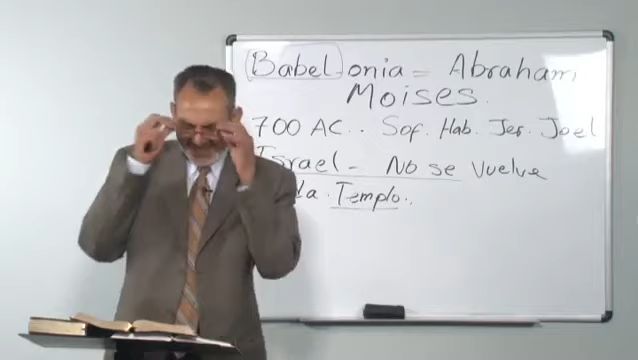 (Babel-onia = Abraham,
Moises.
700 AC.. Sof. Hab. Jer. Joel
Israel - No se vuelve
Templo..